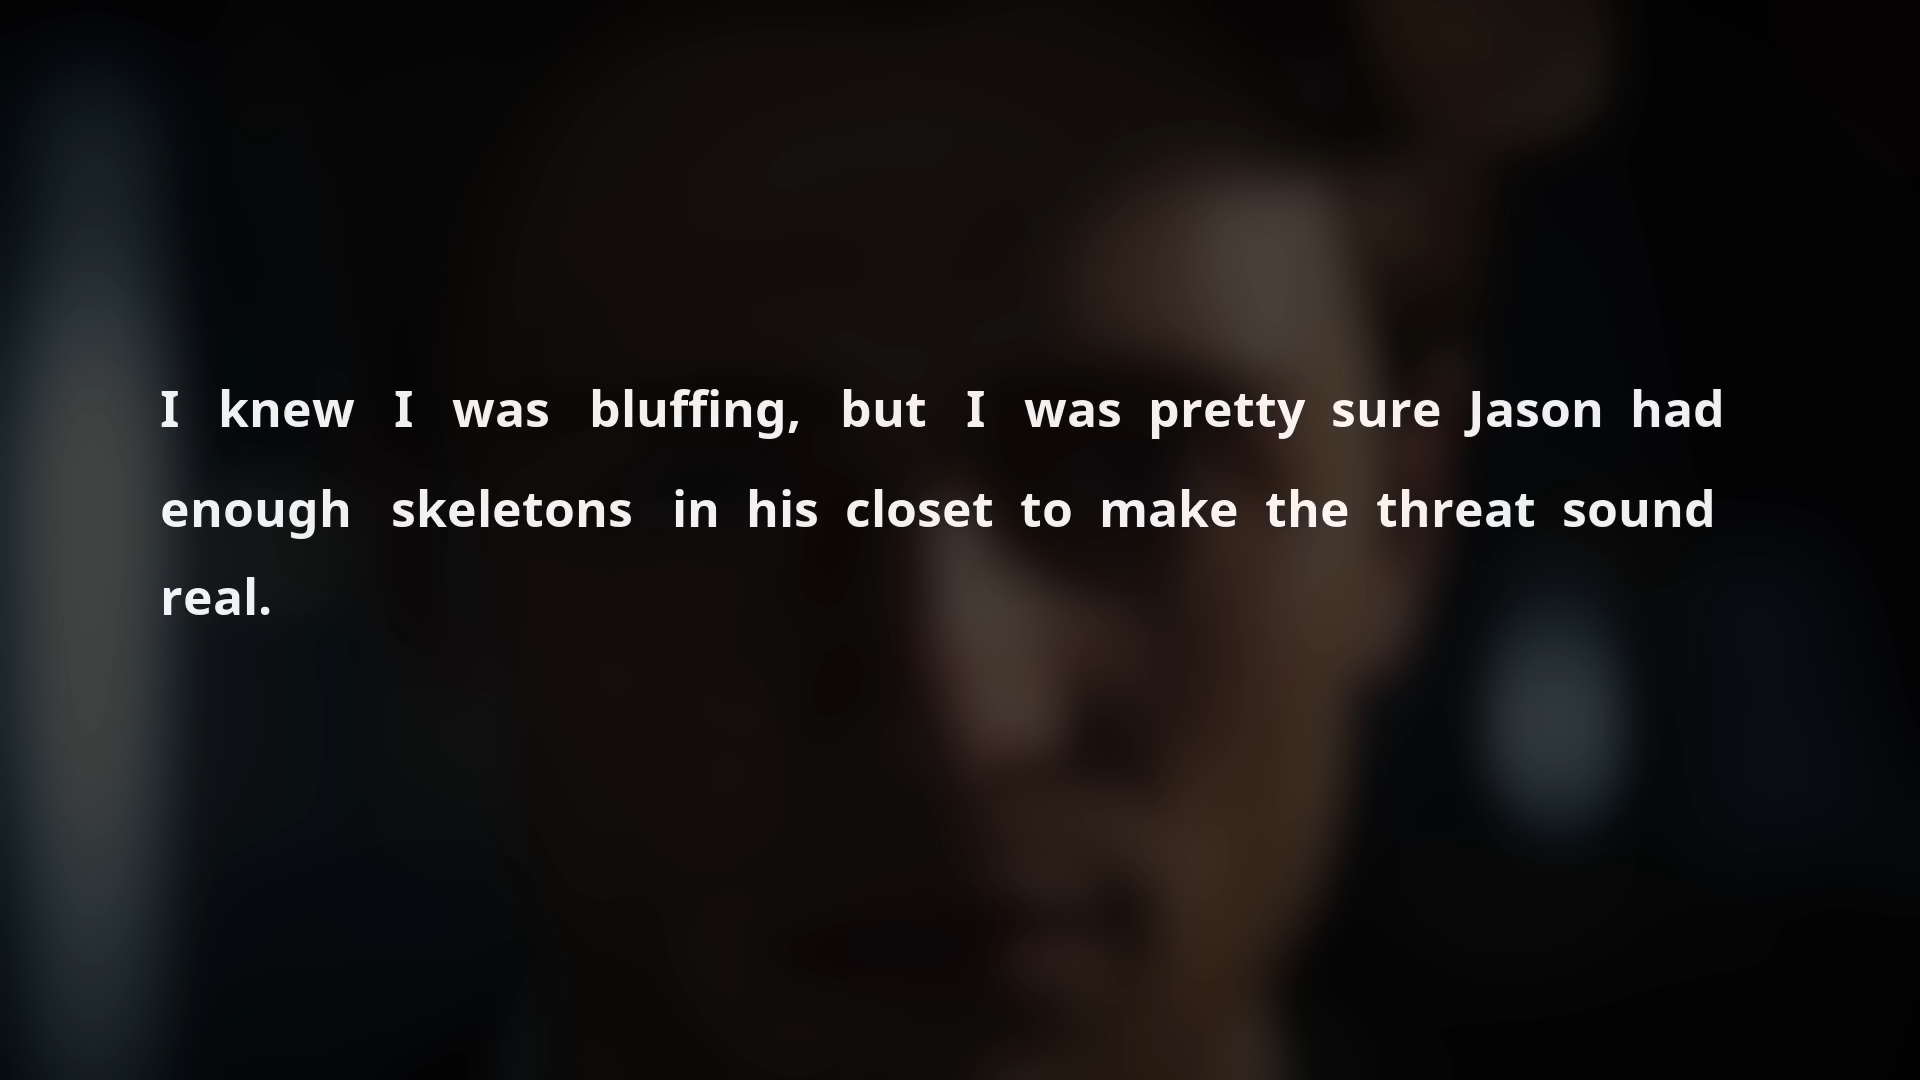 I knew I was bluffing, but I was pretty sure Jason had
enough skeletons in his closet to make the threat sound
real.